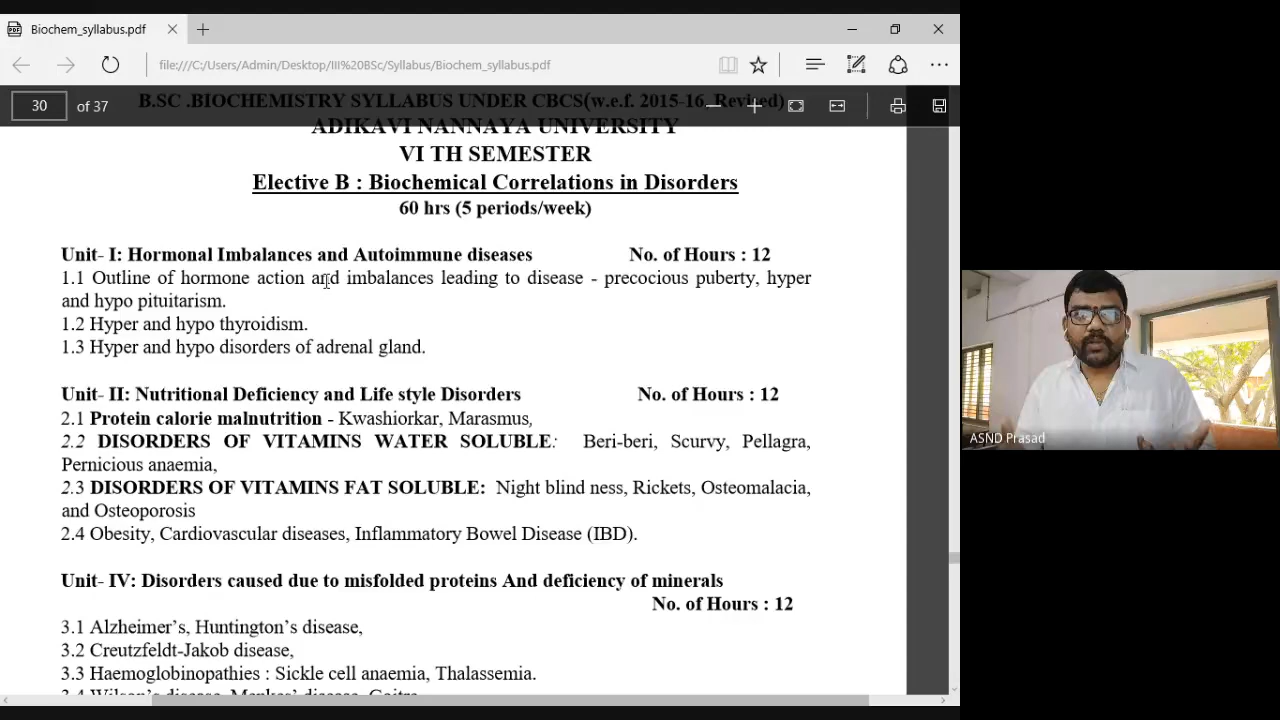 Biochem_syllabus.pdf
file:///C:/Users/Admin/Desktop/III%20BSc/Syllabus/Biochem_syllabus.pdf
30 of 37
B.SC .BIOCHEMISTRY SYLLABUS UNDER CBCS(w.e.f. 2015-16, Revised)
ADIKAVI NANNAYA UNIVERSITY
VI TH SEMESTER
Elective B : Biochemical Correlations in Disorders
60 hrs (5 periods/week)
Unit- I: Hormonal Imbalances and Autoimmune diseases No. of Hours : 12
1.1 Outline of hormone action and imbalances leading to disease - precocious puberty, hyper
and hypo pituitarism.
1.2 Hyper and hypo thyroidism.
1.3 Hyper and hypo disorders of adrenal gland.
Unit- II: Nutritional Deficiency and Life style Disorders No. of Hours : 12
2.1 Protein calorie malnutrition - Kwashiorkar, Marasmus,
2.2 DISORDERS OF VITAMINS WATER SOLUBLE: Beri-beri, Scurvy, Pellagra,
Pernicious anaemia,
2.3 DISORDERS OF VITAMINS FAT SOLUBLE: Night blind ness, Rickets, Osteomalacia,
and Osteoporosis
2.4 Obesity, Cardiovascular diseases, Inflammatory Bowel Disease (IBD).
Unit- IV: Disorders caused due to misfolded proteins And deficiency of minerals
No. of Hours : 12
3.1 Alzheimer's, Huntington's disease,
3.2 Creutzfeldt-Jakob disease,
3.3 Haemoglobinopathies : Sickle cell anaemia, Thalassemia.
3.4 Wilson's disease, Menkes' disease, Goitre
ASND Prasad